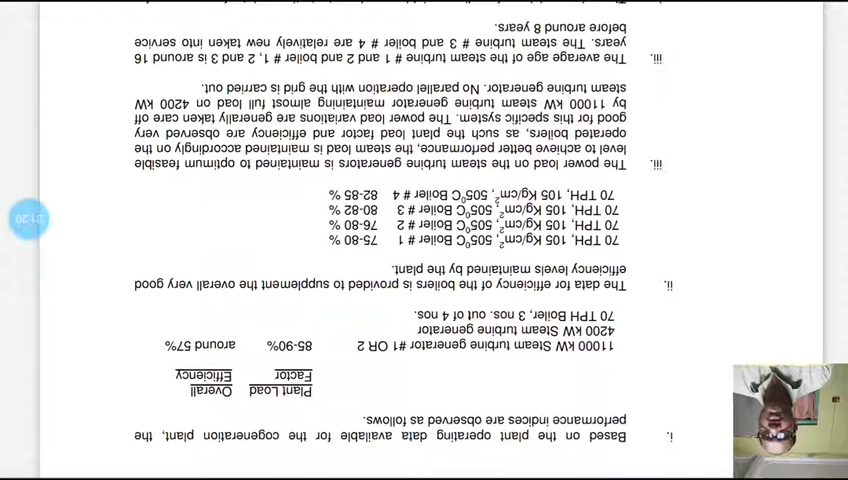 i. Based on the plant operating data available for the cogeneration plant, the
performance indices are observed as follows.
Plant Load Overall
Factor Efficiency
11000 kW Steam turbine generator #1 OR 2 85-90% around 57%
4200 kW Steam turbine generator
70 TPH Boiler, 3 nos. out of 4 nos.
ii. The data for efficiency of the boilers is provided to supplement the overall very good
efficiency levels maintained by the plant.
70 TPH, 105 Kg/cm², 505⁰C Boiler # 1 75-80 %
70 TPH, 105 Kg/cm², 505⁰C Boiler # 2 76-80 %
70 TPH, 105 Kg/cm², 505⁰C Boiler # 3 80-82 %
70 TPH, 105 Kg/cm², 505⁰C Boiler # 4 82-85 %
iii. The power load on the steam turbine generators is maintained to optimum feasible
level to achieve better performance, the steam load is maintained accordingly on the
operated boilers, as such the plant load factor and efficiency are observed very
good for this specific system. The power load variations are generally taken care off
by 11000 kW steam turbine generator maintaining almost full load on 4200 kW
steam turbine generator. No parallel operation with the grid is carried out.
iii. The average age of the steam turbine # 1 and 2 and boiler # 1, 2 and 3 is around 16
years. The steam turbine # 3 and boiler # 4 are relatively new taken into service
before around 8 years.